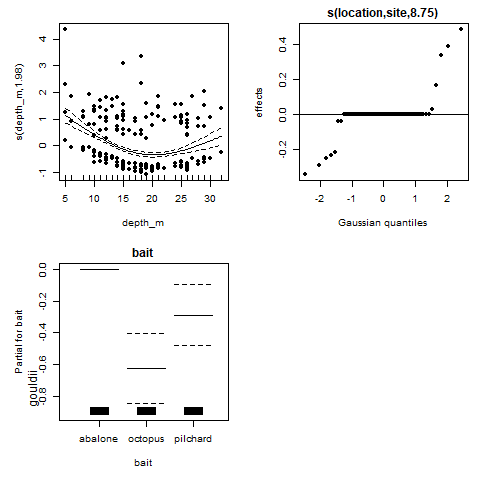 s(depth_m,1.98)
4
3
2
1
0
-1
5
10
15
20
25
30
depth_m
s(location,site,8.75)
effects
0.4
0.2
0.0
-0.2
-2
-1
0
1
2
Gaussian quantiles
bait
Partial for bait
gouldii
0.0
-0.2
-0.4
-0.6
-0.8
abalone octopus pilchard
bait